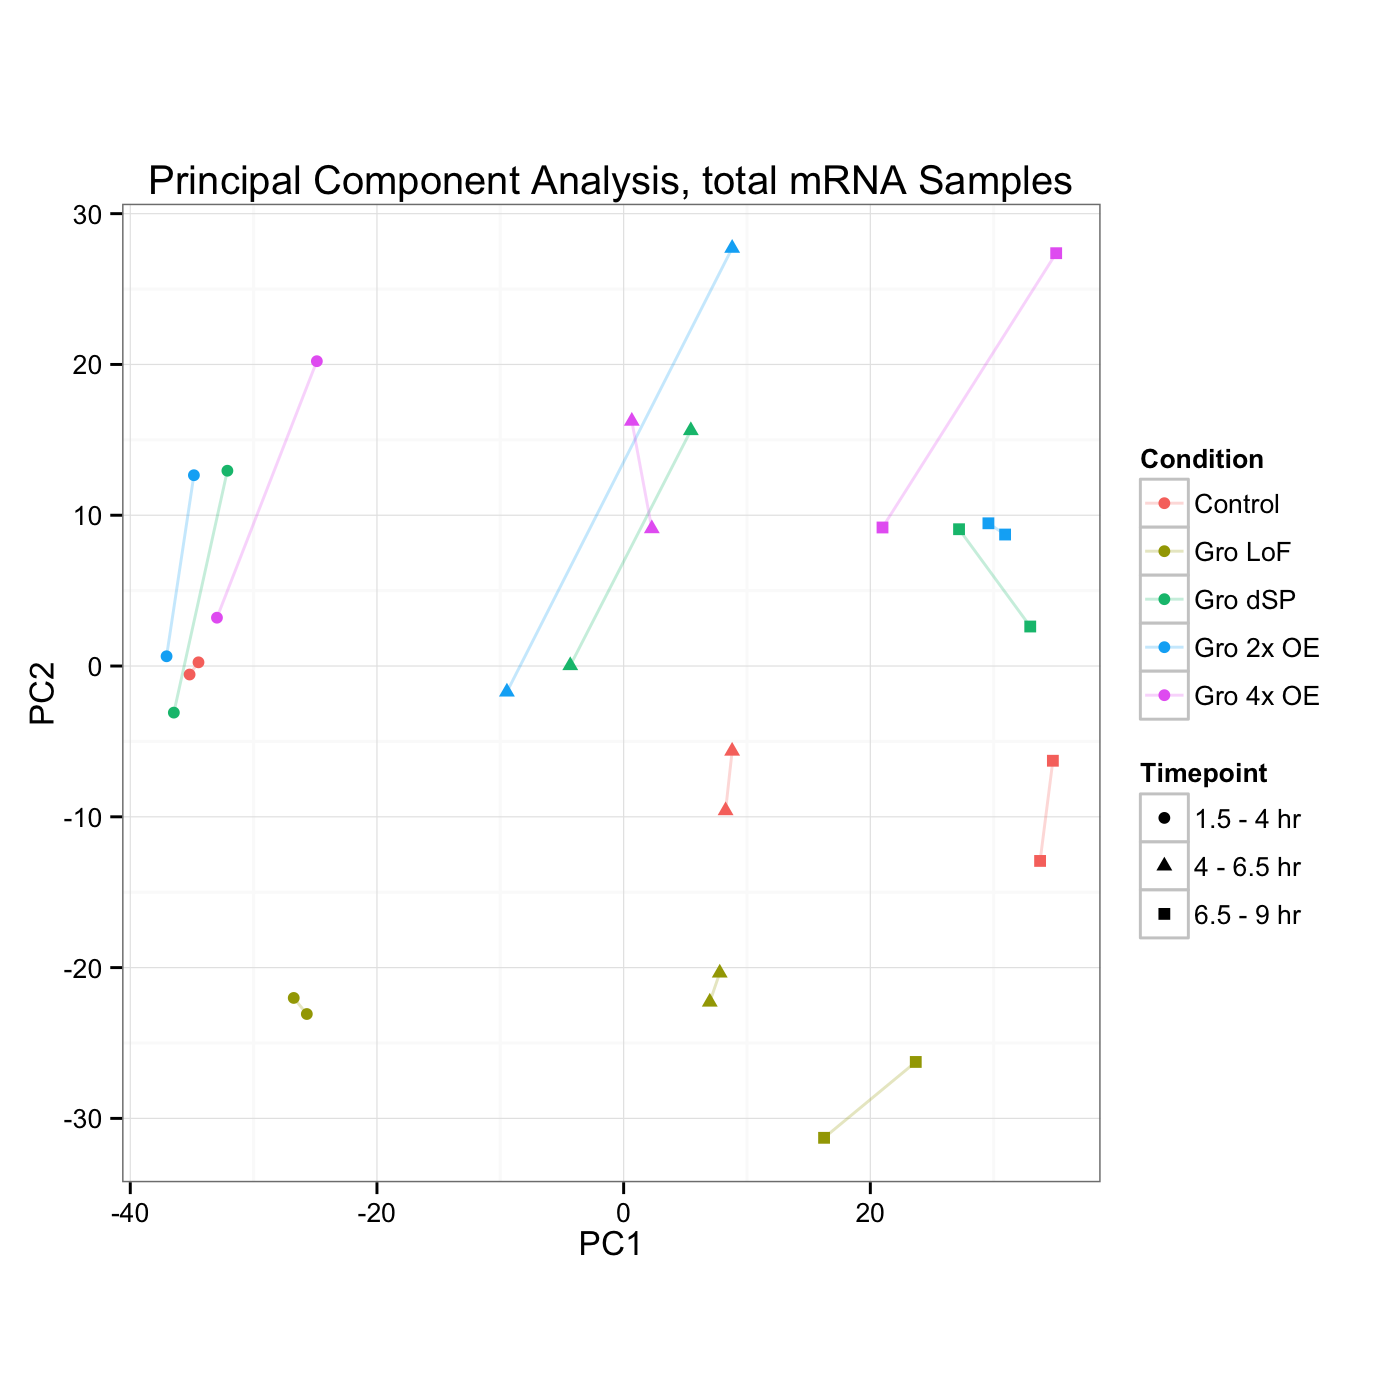 Principal Component Analysis, total mRNA Samples
30
20
10
0
-10
-20
-30
PC2
-40
-20
0
20
PC1
Condition
Control
Gro LoF
Gro dSP
Gro 2x OE
Gro 4x OE
Timepoint
1.5 - 4 hr
4 - 6.5 hr
6.5 - 9 hr